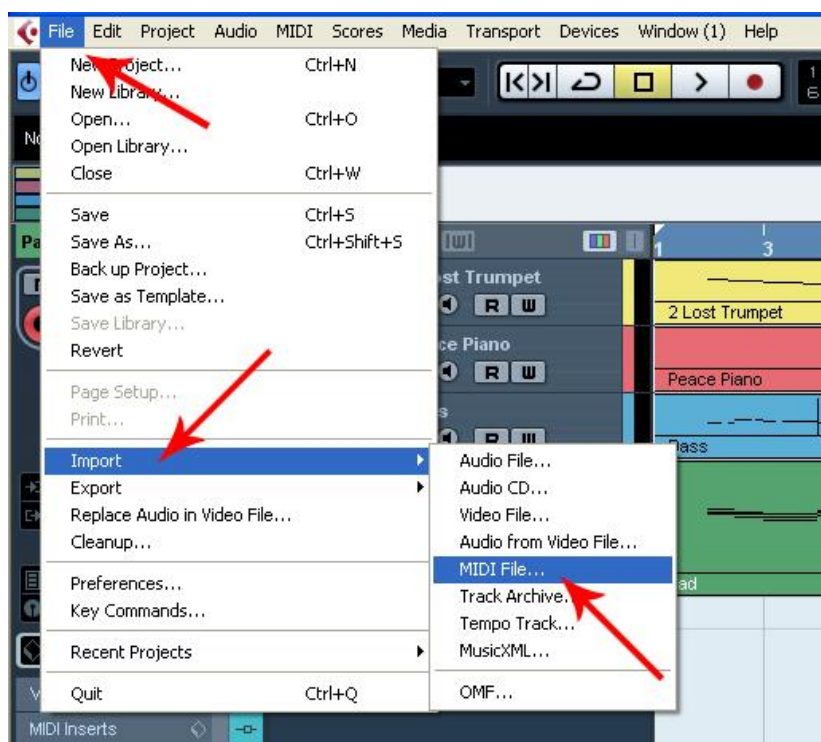 File Edit Project Audio MIDI Scores Media Transport Devices Window (1) Help
New Project... Ctrl+N
New Library...
Open... Ctrl+O
Open Library...
Close Ctrl+W
Save Ctrl+S
Save As... Ctrl+Shift+S
Back up Project...
Save as Template...
Save Library...
Revert
Page Setup...
Print...
Import
Export
Replace Audio in Video File...
Cleanup...
Preferences...
Key Commands...
Recent Projects
Quit Ctrl+Q
Audio File...
Audio CD...
Video File...
Audio from Video File...
MIDI File...
Track Archive...
Tempo Track...
MusicXML...
OMF...
1 3
Trumpet
R W
2 Lost Trumpet
Piano
R W
Peace Piano
R W
MIDI Inserts